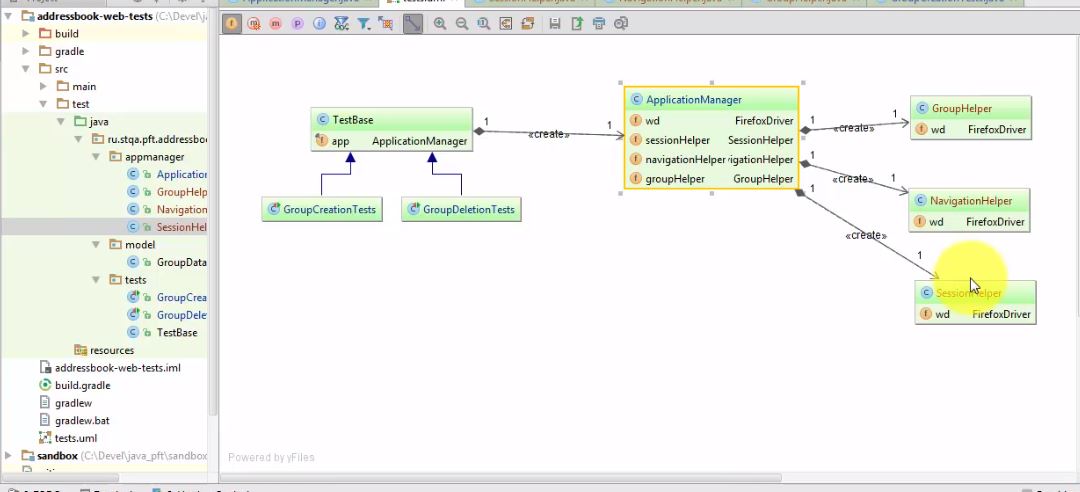 addressbook-web-tests (C:\Devel\ja
build
gradle
src
main
test
java
ru.stqa.pft.addressboo
appmanager
Application
GroupHelp
Navigation
SessionHel
model
GroupData
tests
GroupCrea
GroupDele
TestBase
resources
addressbook-web-tests.iml
build.gradle
gradlew
gradlew.bat
tests.uml
sandbox (C:\Devel\java_pft\sandbox
TestBase
app ApplicationManager
GroupCreationTests
GroupDeletionTests
1 «create» 1
ApplicationManager
wd FirefoxDriver
sessionHelper SessionHelper
navigationHelper igationHelper
groupHelper GroupHelper
1 «create» 1
GroupHelper
wd FirefoxDriver
1 «create» 1
NavigationHelper
wd FirefoxDriver
1 «create» 1
SessionHelper
wd FirefoxDriver
Powered by yFiles